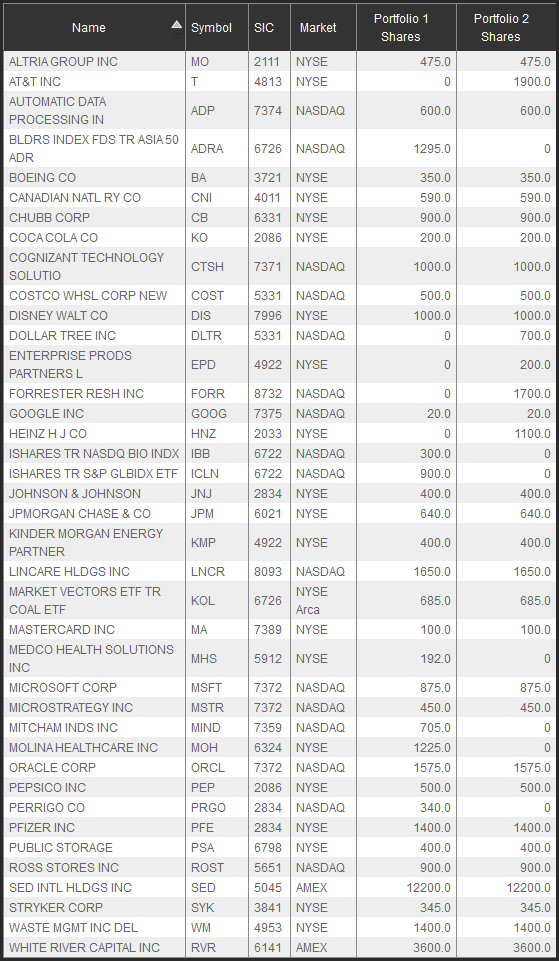 Name Symbol SIC Market Portfolio 1 Shares Portfolio 2 Shares
ALTRIA GROUP INC MO 2111 NYSE 475.0 475.0
AT&T INC T 4813 NYSE 0 1900.0
AUTOMATIC DATA
PROCESSING IN ADP 7374 NASDAQ 600.0 600.0
BLDRS INDEX FDS TR ASIA 50
ADR ADRA 6726 NASDAQ 1295.0 0
BOEING CO BA 3721 NYSE 350.0 350.0
CANADIAN NATL RY CO CNI 4011 NYSE 590.0 590.0
CHUBB CORP CB 6331 NYSE 900.0 900.0
COCA COLA CO KO 2086 NYSE 200.0 200.0
COGNIZANT TECHNOLOGY
SOLUTIO CTSH 7371 NASDAQ 1000.0 1000.0
COSTCO WHSL CORP NEW COST 5331 NASDAQ 500.0 500.0
DISNEY WALT CO DIS 7996 NYSE 1000.0 1000.0
DOLLAR TREE INC DLTR 5331 NASDAQ 0 700.0
ENTERPRISE PRODS
PARTNERS L EPD 4922 NYSE 0 200.0
FORRESTER RESH INC FORR 8732 NASDAQ 0 1700.0
GOOGLE INC GOOG 7375 NASDAQ 20.0 20.0
HEINZ H J CO HNZ 2033 NYSE 0 1100.0
ISHARES TR NASDQ BIO INDX IBB 6722 NASDAQ 300.0 0
ISHARES TR S&P GLBIDX ETF ICLN 6722 NASDAQ 900.0 0
JOHNSON & JOHNSON JNJ 2834 NYSE 400.0 400.0
JPMORGAN CHASE & CO JPM 6021 NYSE 640.0 640.0
KINDER MORGAN ENERGY
PARTNER KMP 4922 NYSE 400.0 400.0
LINCARE HLDGS INC LNCR 8093 NASDAQ 1650.0 1650.0
MARKET VECTORS ETF TR
COAL ETF KOL 6726 NYSE Arca 685.0 685.0
MASTERCARD INC MA 7389 NYSE 100.0 100.0
MEDCO HEALTH SOLUTIONS
INC MHS 5912 NYSE 192.0 0
MICROSOFT CORP MSFT 7372 NASDAQ 875.0 875.0
MICROSTRATEGY INC MSTR 7372 NASDAQ 450.0 450.0
MITCHAM INDS INC MIND 7359 NASDAQ 705.0 0
MOLINA HEALTHCARE INC MOH 6324 NYSE 1225.0 0
ORACLE CORP ORCL 7372 NASDAQ 1575.0 1575.0
PEPSICO INC PEP 2086 NYSE 500.0 500.0
PERRIGO CO PRGO 2834 NASDAQ 340.0 0
PFIZER INC PFE 2834 NYSE 1400.0 1400.0
PUBLIC STORAGE PSA 6798 NYSE 400.0 400.0
ROSS STORES INC ROST 5651 NASDAQ 900.0 900.0
SED INTL HLDGS INC SED 5045 AMEX 12200.0 12200.0
STRYKER CORP SYK 3841 NYSE 345.0 345.0
WASTE MGMT INC DEL WM 4953 NYSE 1400.0 1400.0
WHITE RIVER CAPITAL INC RVR 6141 AMEX 3600.0 3600.0